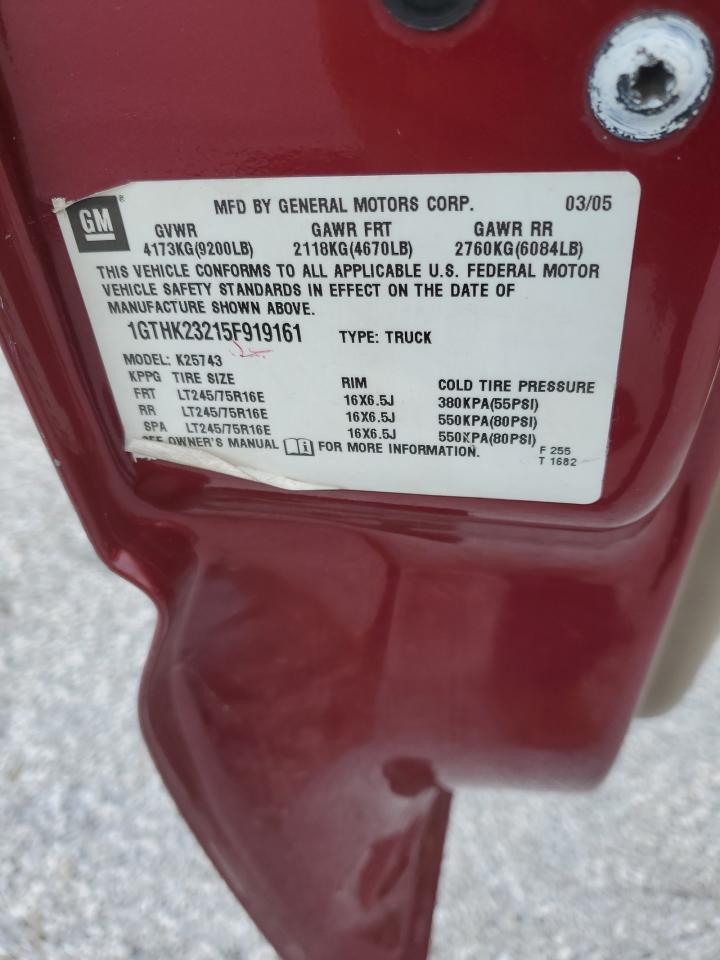 GM ®
MFD BY GENERAL MOTORS CORP. 03/05
GVWR GAWR FRT GAWR RR
4173KG(9200LB) 2118KG(4670LB) 2760KG(6084LB)
THIS VEHICLE CONFORMS TO ALL APPLICABLE U.S. FEDERAL MOTOR
VEHICLE SAFETY STANDARDS IN EFFECT ON THE DATE OF
MANUFACTURE SHOWN ABOVE.
1GTHK23215F919161 TYPE: TRUCK
MODEL: K25743
KPPG TIRE SIZE RIM COLD TIRE PRESSURE
FRT LT245/75R16E 16X6.5J 380KPA(55PSI)
RR LT245/75R16E 16X6.5J 550KPA(80PSI)
SPA LT245/75R16E 16X6.5J 550KPA(80PSI)
SEE OWNER'S MANUAL FOR MORE INFORMATION. F 255
T 1682